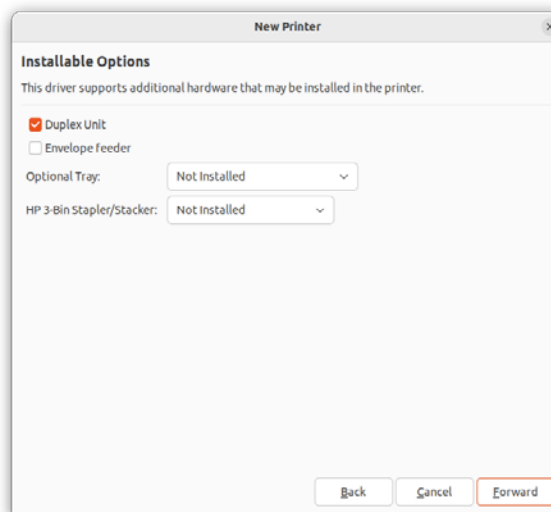 New Printer
Installable Options
This driver supports additional hardware that may be installed in the printer.
Duplex Unit
Envelope feeder
Optional Tray: Not Installed
HP 3-Bin Stapler/Stacker: Not Installed
Back Cancel Forward